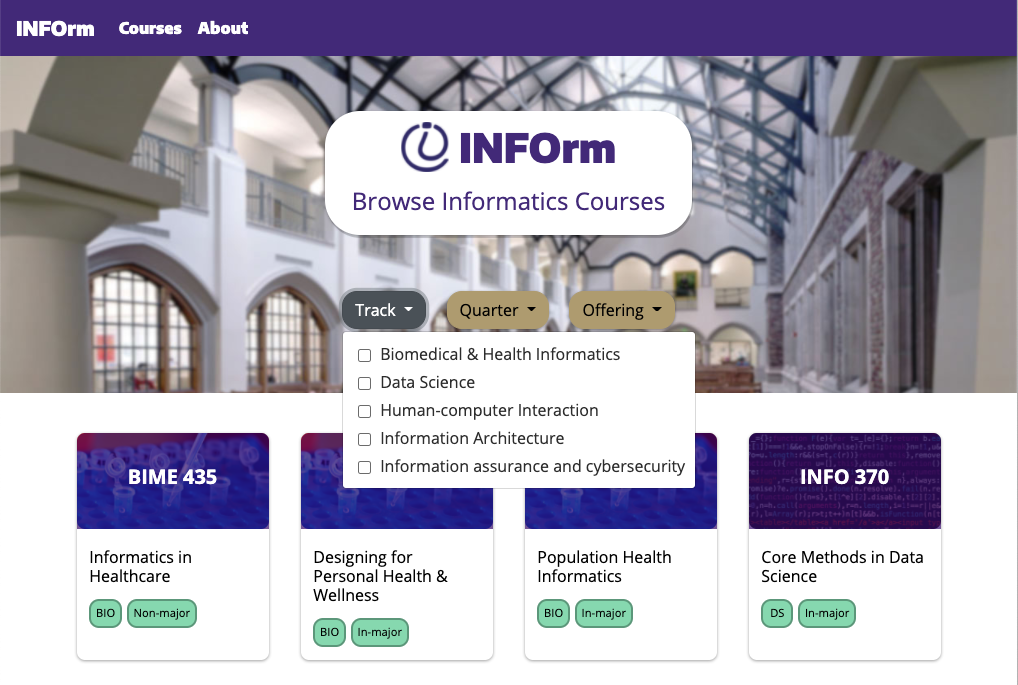 INFOrm Courses About
INFOrm
Browse Informatics Courses
Track Quarter Offering
Biomedical & Health Informatics
Data Science
Human-computer Interaction
Information Architecture
Information assurance and cybersecurity
BIME 435
INFO 370
Informatics in
Healthcare
BIO Non-major
Designing for
Personal Health &
Wellness
BIO In-major
Population Health
Informatics
BIO In-major
Core Methods in Data
Science
DS In-major